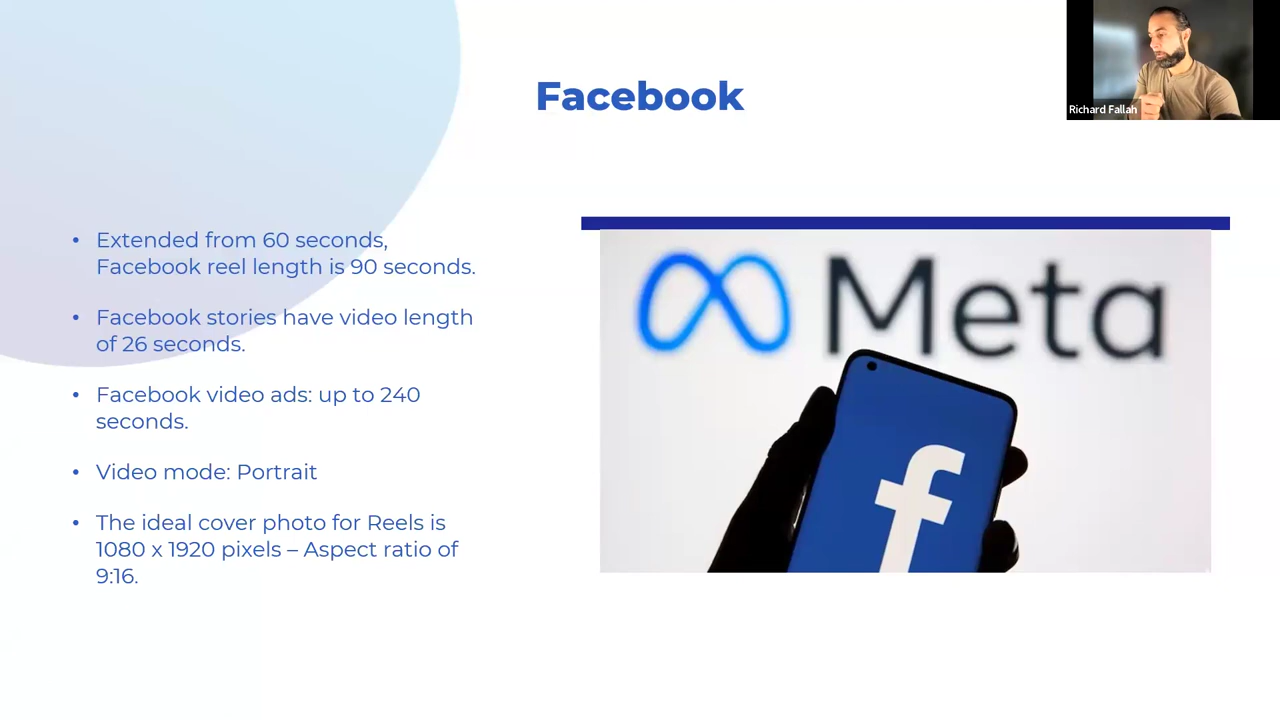 Facebook
Richard Fallah
• Extended from 60 seconds,
Facebook reel length is 90 seconds.
• Facebook stories have video length
of 26 seconds.
• Facebook video ads: up to 240
seconds.
• Video mode: Portrait
• The ideal cover photo for Reels is
1080 x 1920 pixels – Aspect ratio of
9:16.
Meta
f